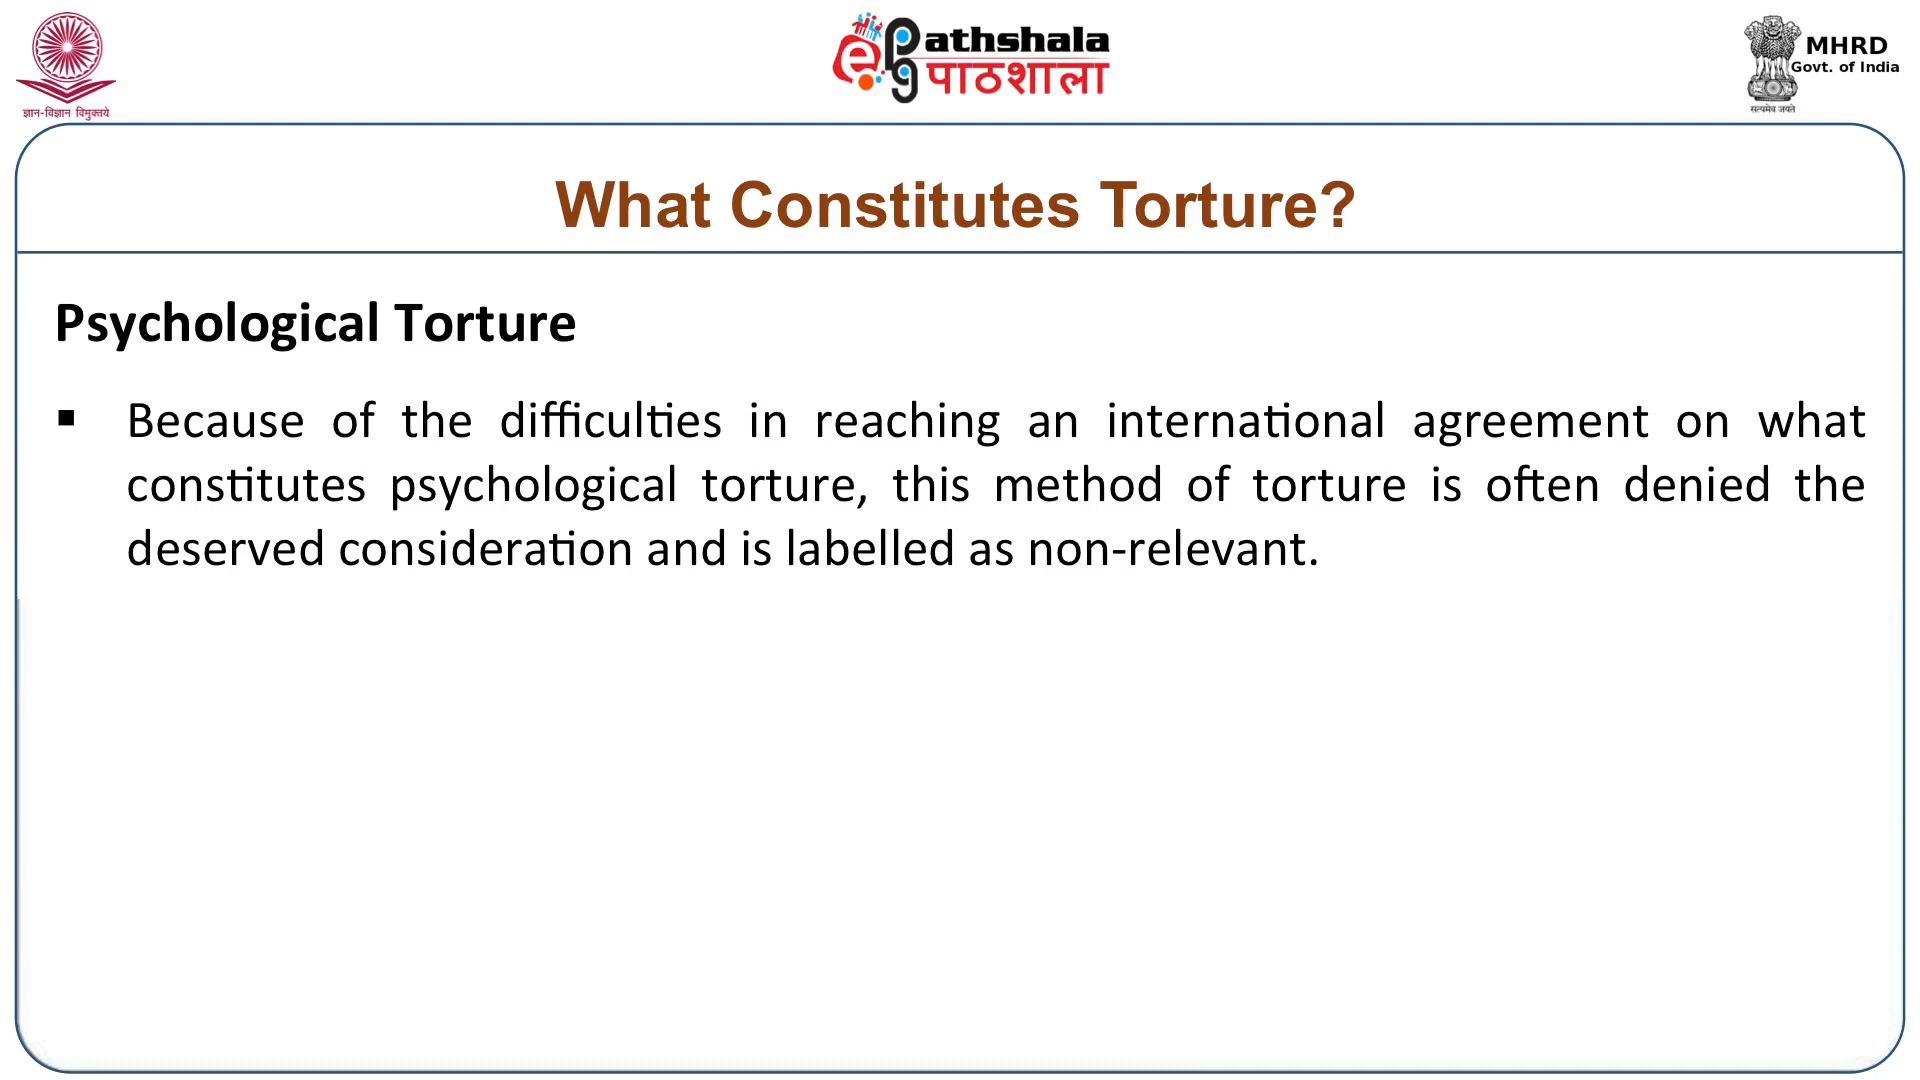 ज्ञान-विज्ञान विमुक्तये
e pg Pathshala
पाठशाला
MHRD
Govt. of India
सत्यमेव जयते
What Constitutes Torture?
Psychological Torture
▪ Because of the difficulties in reaching an international agreement on what
constitutes psychological torture, this method of torture is often denied the
deserved consideration and is labelled as non-relevant.